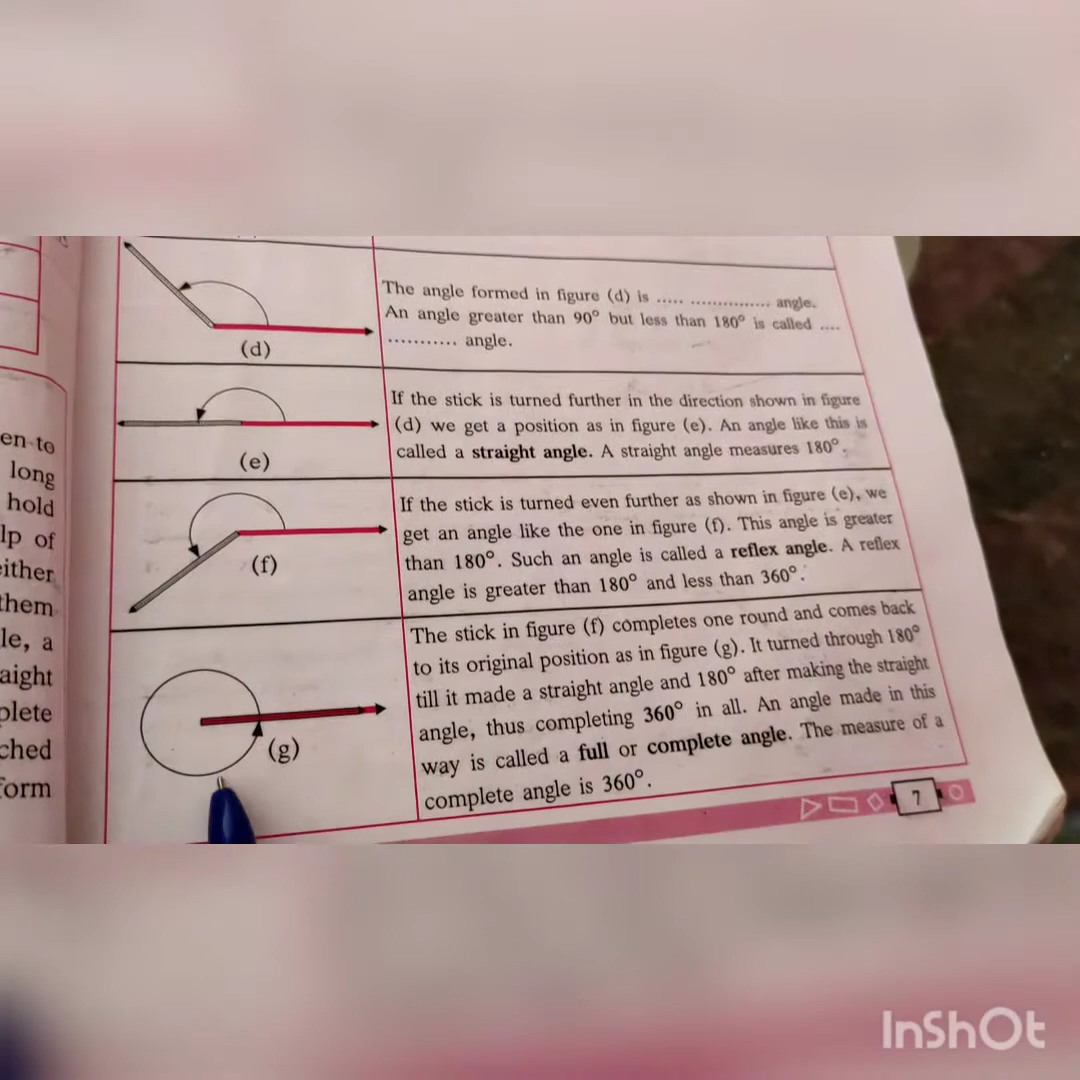 The angle formed in figure (d) is ..... ............... angle.
An angle greater than 90° but less than 180° is called ....
........... angle.
(d)
If the stick is turned further in the direction shown in figure
(d) we get a position as in figure (e). An angle like this is
called a straight angle. A straight angle measures 180°.
(e)
If the stick is turned even further as shown in figure (e), we
get an angle like the one in figure (f). This angle is greater
than 180°. Such an angle is called a reflex angle. A reflex
angle is greater than 180° and less than 360°.
(f)
The stick in figure (f) completes one round and comes back
to its original position as in figure (g). It turned through 180°
till it made a straight angle and 180° after making the straight
angle, thus completing 360° in all. An angle made in this
way is called a full or complete angle. The measure of a
complete angle is 360°.
(g)
7
en to
long
hold
lp of
either
them
le, a
aight
plete
ched
form
InShOt